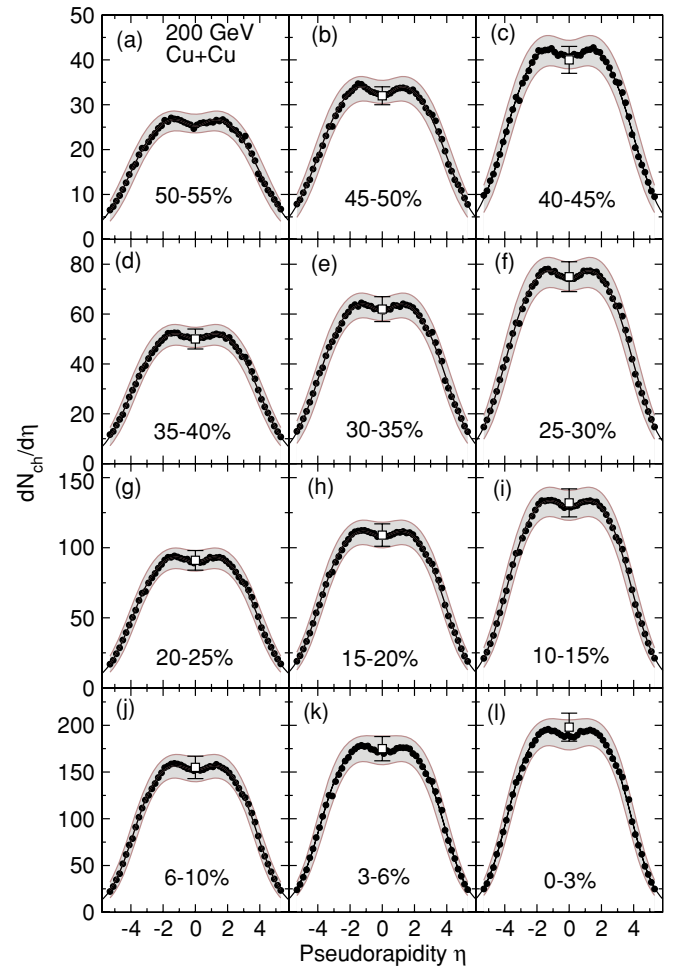 (a) 200 GeV
Cu+Cu
50-55%
(b)
45-50%
(c)
40-45%
50
40
30
20
10
0
(d)
35-40%
(e)
30-35%
(f)
25-30%
80
60
40
20
0
dN_ch/dη
(g)
20-25%
(h)
15-20%
(i)
10-15%
150
100
50
0
(j)
6-10%
(k)
3-6%
(l)
0-3%
200
150
100
50
0
-4 -2 0 2 4 -4 -2 0 2 4 -4 -2 0 2 4
Pseudorapidity η